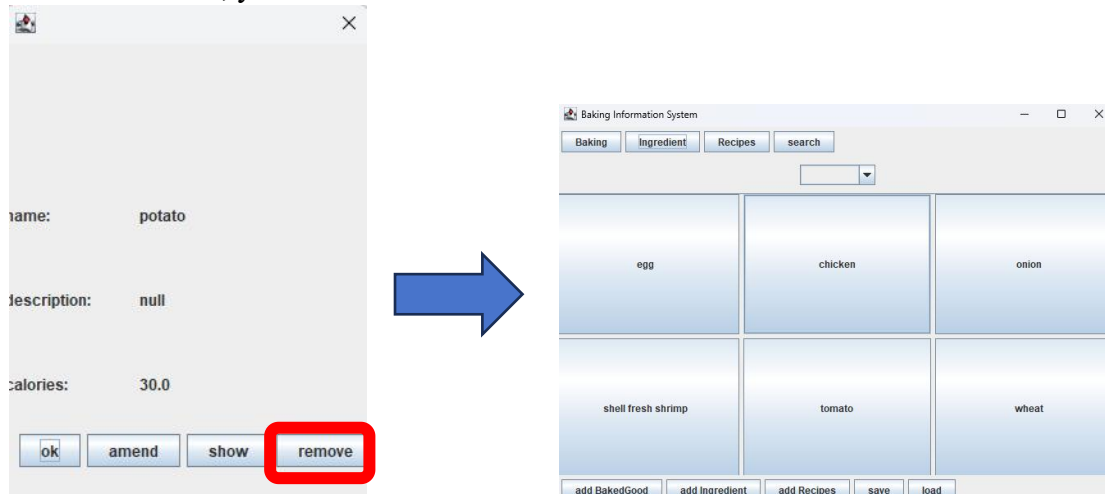 name: potato
description: null
calories: 30.0
ok amend show remove
Baking Information System
Baking Ingredient Recipes search
egg chicken onion
shell fresh shrimp tomato wheat
add BakedGood add Ingredient add Recipes save load